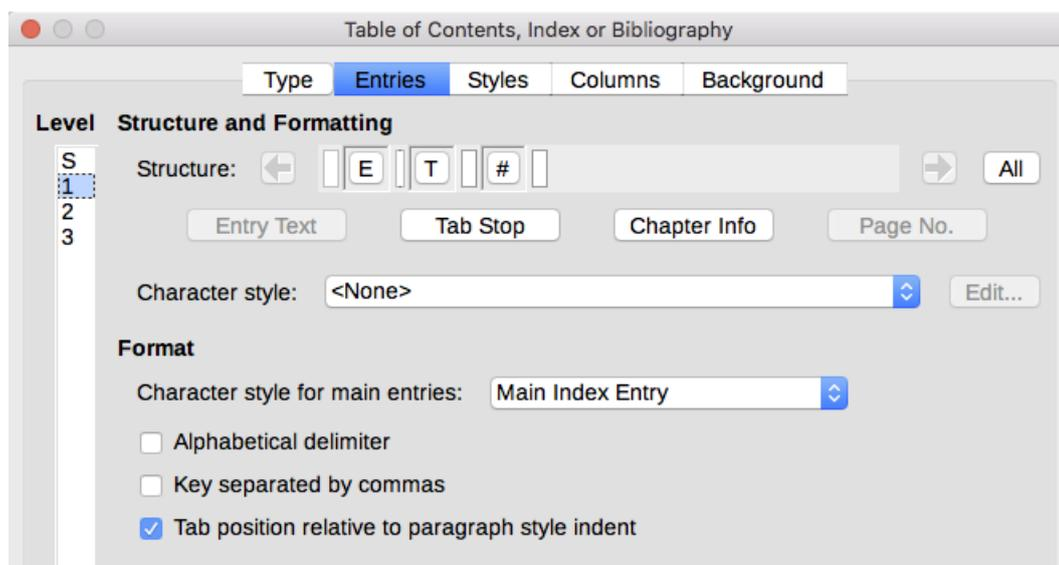 Table of Contents, Index or Bibliography
Type Entries Styles Columns Background
Level Structure and Formatting
S
1
2
3
Structure: E T # All
Entry Text Tab Stop Chapter Info Page No.
Character style: <None> Edit...
Format
Character style for main entries: Main Index Entry
Alphabetical delimiter
Key separated by commas
Tab position relative to paragraph style indent